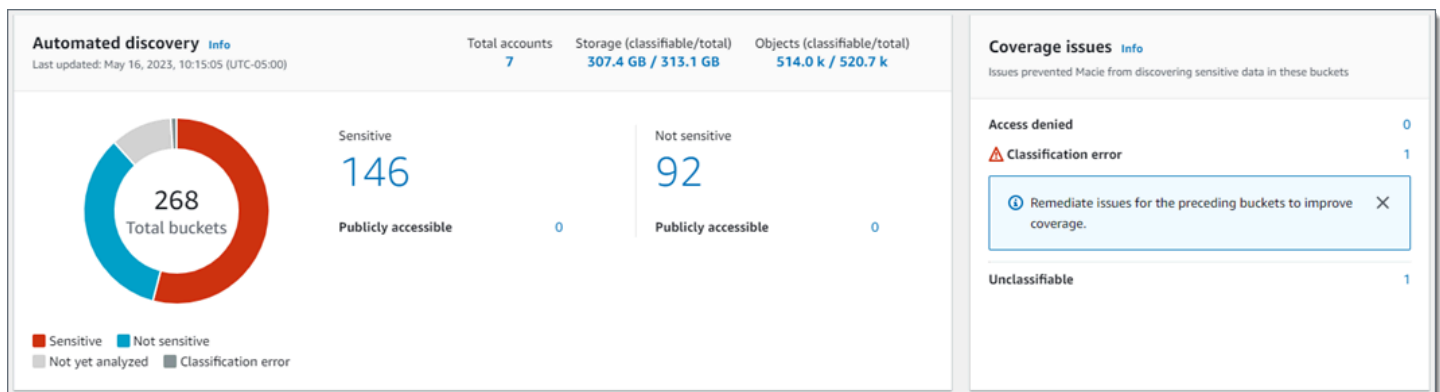 Automated discovery Info
Last updated: May 16, 2023, 10:15:05 (UTC-05:00)
Total accounts
7
Storage (classifiable/total)
307.4 GB / 313.1 GB
Objects (classifiable/total)
514.0 k / 520.7 k
268
Total buckets
Sensitive
146
Publicly accessible 0
Not sensitive
92
Publicly accessible 0
Sensitive Not sensitive
Not yet analyzed Classification error
Coverage issues Info
Issues prevented Macie from discovering sensitive data in these buckets
Access denied 0
Classification error 1
Remediate issues for the preceding buckets to improve
coverage.
Unclassifiable 1